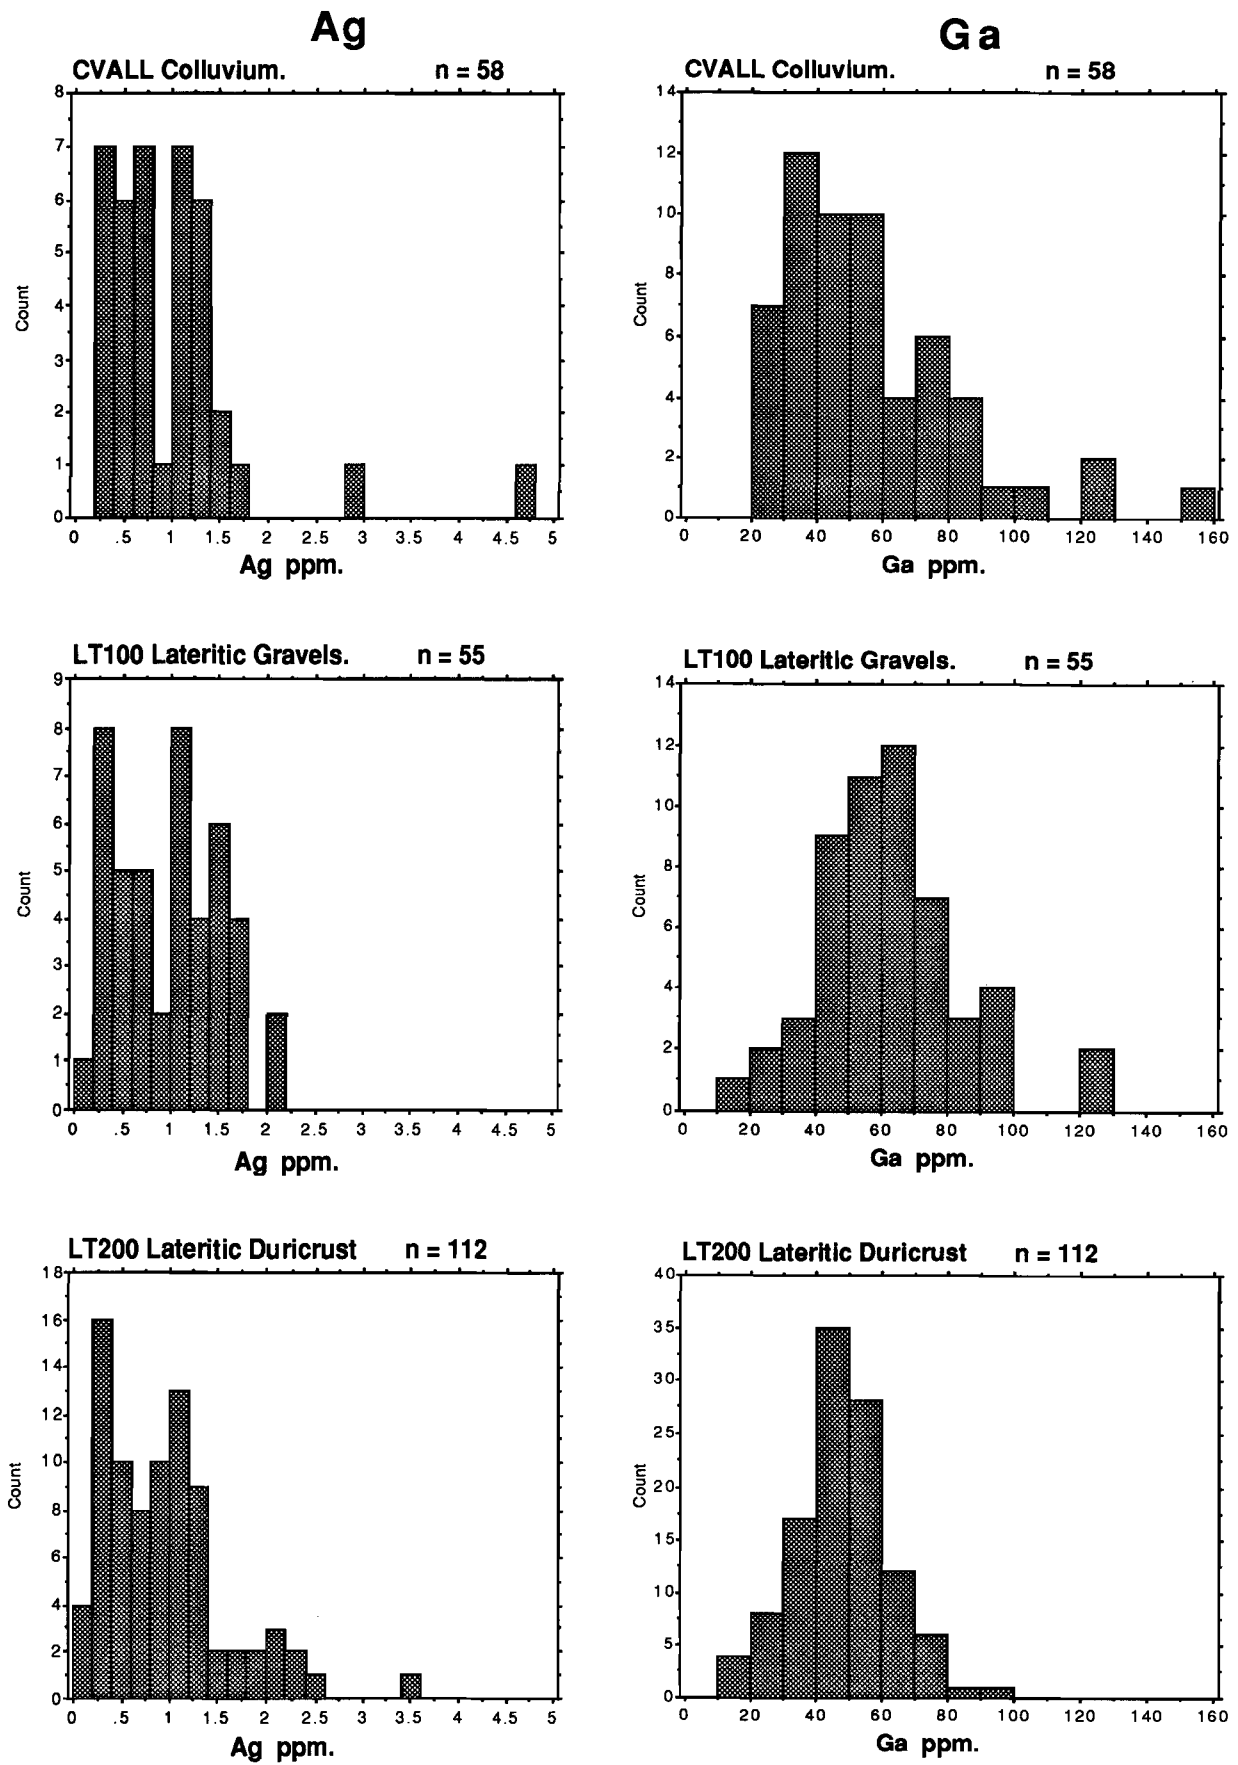 Ag
Ga
CVALL Colluvium. n = 58
8
7
6
5
4
3
2
1
0
Count
0 .5 1 1.5 2 2.5 3 3.5 4 4.5 5
Ag ppm.
CVALL Colluvium. n = 58
14
12
10
8
6
4
2
0
Count
0 20 40 60 80 100 120 140 160
Ga ppm.
LT100 Lateritic Gravels. n = 55
9
8
7
6
5
4
3
2
1
0
Count
0 .5 1 1.5 2 2.5 3 3.5 4 4.5 5
Ag ppm.
LT100 Lateritic Gravels. n = 55
14
12
10
8
6
4
2
0
Count
0 20 40 60 80 100 120 140 160
Ga ppm.
LT200 Lateritic Duricrust n = 112
18
16
14
12
10
8
6
4
2
0
Count
0 .5 1 1.5 2 2.5 3 3.5 4 4.5 5
Ag ppm.
LT200 Lateritic Duricrust n = 112
40
35
30
25
20
15
10
5
0
Count
0 20 40 60 80 100 120 140 160
Ga ppm.